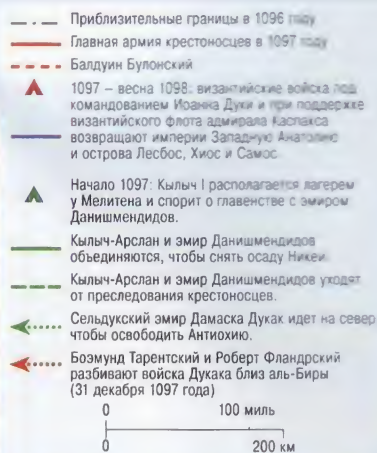 Приблизительные границы в 1096 году
Главная армия крестоносцев в 1097 году
Балдуин Булонский
1097 – весна 1098: византийские войска под
командованием Иоанна Дуки и при поддержке
византийского флота адмирала Каспакса
возвращают империи Западную Анатолию
и острова Лесбос, Хиос и Самос
Начало 1097: Кылыч I располагается лагерем
у Мелитена и спорит о главенстве с эмиром
Данишмендидов.
Кылыч-Арслан и эмир Данишмендидов
объединяются, чтобы снять осаду Никеи.
Кылыч-Арслан и эмир Данишмендидов уходят
от преследования крестоносцев.
Сельдукский эмир Дамаска Дукак идет на север
чтобы освободить Антиохию.
Боэмунд Тарентский и Роберт Фландрский
разбивают войска Дукака близ аль-Биры
(31 декабря 1097 года)
0 100 миль
0 200 км